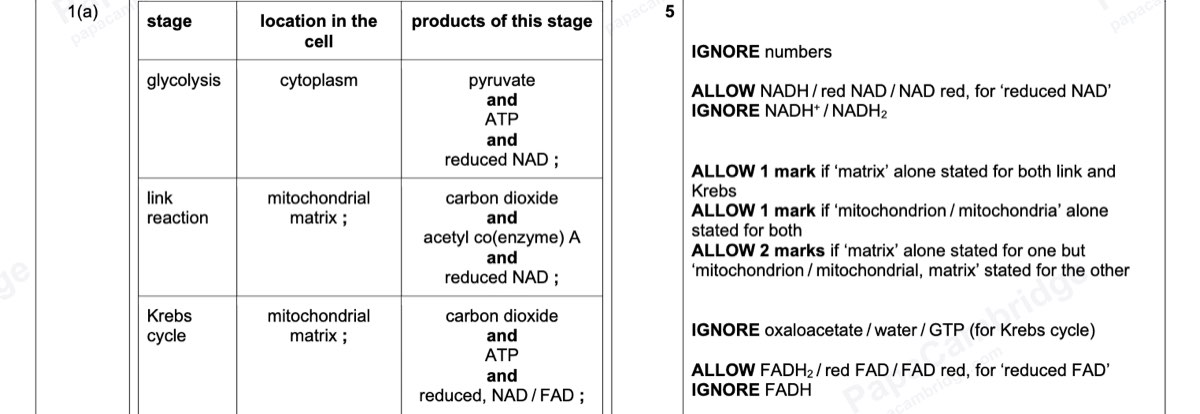 1(a)
stage
location in the
cell
products of this stage
glycolysis
cytoplasm
pyruvate
and
ATP
and
reduced NAD ;
link
reaction
mitochondrial
matrix ;
carbon dioxide
and
acetyl co(enzyme) A
and
reduced NAD ;
Krebs
cycle
mitochondrial
matrix ;
carbon dioxide
and
ATP
and
reduced, NAD / FAD ;
5
IGNORE numbers
ALLOW NADH / red NAD / NAD red, for ‘reduced NAD’
IGNORE NADH⁺ / NADH₂
ALLOW 1 mark if ‘matrix’ alone stated for both link and
Krebs
ALLOW 1 mark if ‘mitochondrion / mitochondria’ alone
stated for both
ALLOW 2 marks if ‘matrix’ alone stated for one but
‘mitochondrion / mitochondrial, matrix’ stated for the other
IGNORE oxaloacetate / water / GTP (for Krebs cycle)
ALLOW FADH₂ / red FAD / FAD red, for ‘reduced FAD’
IGNORE FADH
PapaCambridge